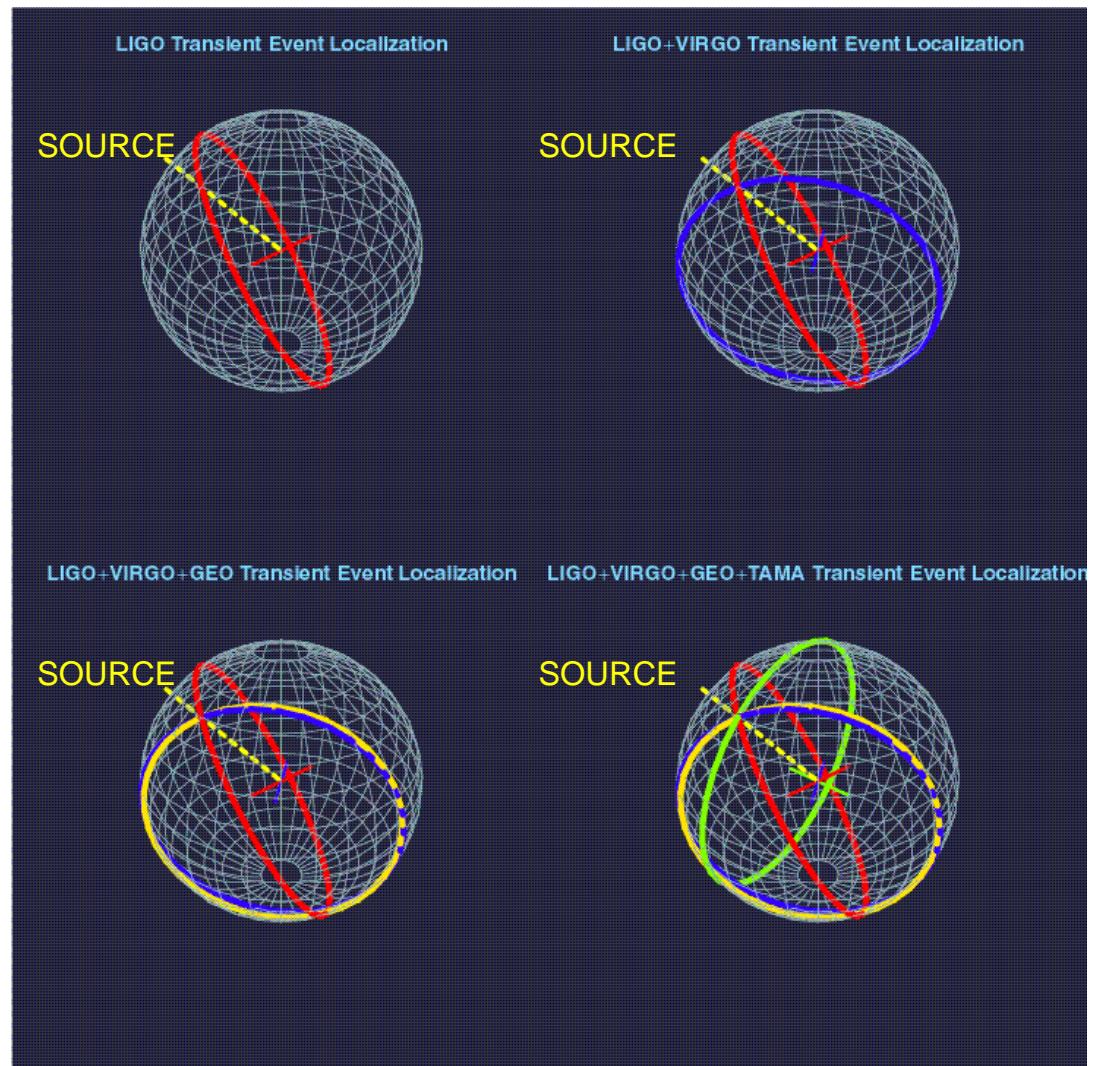 LIGO Transient Event Localization
LIGO+VIRGO Transient Event Localization
SOURCE
SOURCE
LIGO+VIRGO+GEO Transient Event Localization
LIGO+VIRGO+GEO+TAMA Transient Event Localization
SOURCE
SOURCE